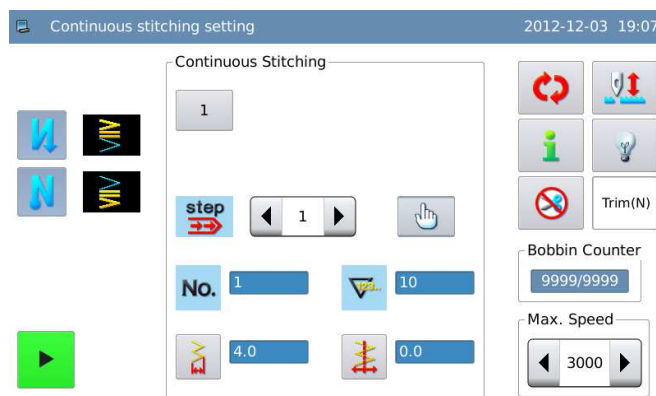 Continuous stitching setting 2012-12-03 19:07
Continuous Stitching
1
step
1
Trim(N)
No.
1
123..
10
Bobbin Counter
9999/9999
4.0
0.0
Max. Speed
3000